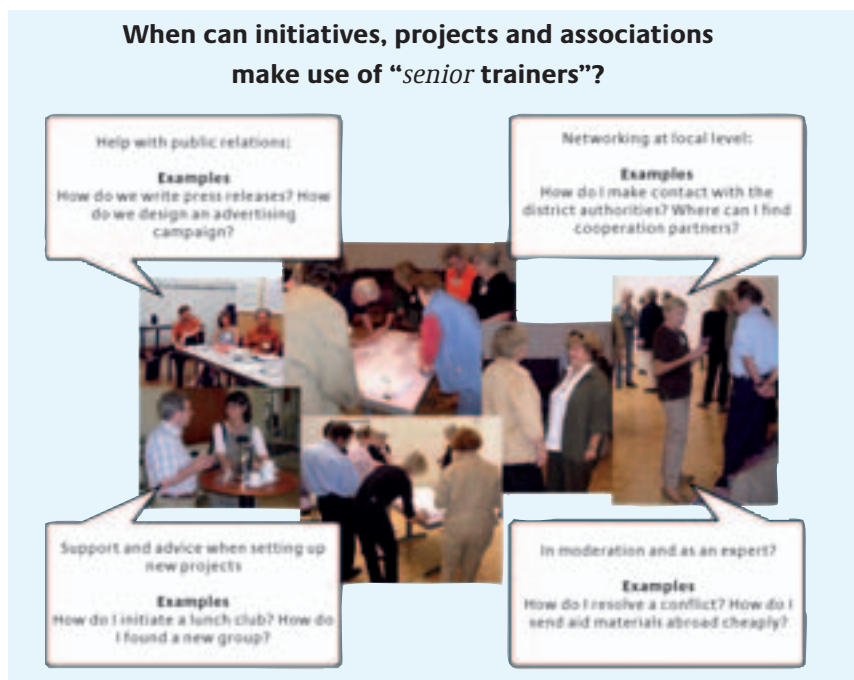 When can initiatives, projects and associations
make use of “senior trainers”?
Help with public relations:
Examples
How do we write press releases? How
do we design an advertising
campaign?
Networking at local level:
Examples
How do I make contact with the
district authorities? Where can I find
cooperation partners?
Support and advice when setting up
new projects
Examples
How do I initiate a lunch club? How do
I found a new group?
In moderation and as an expert?
Examples
How do I resolve a conflict? How do I
send aid materials abroad cheaply?